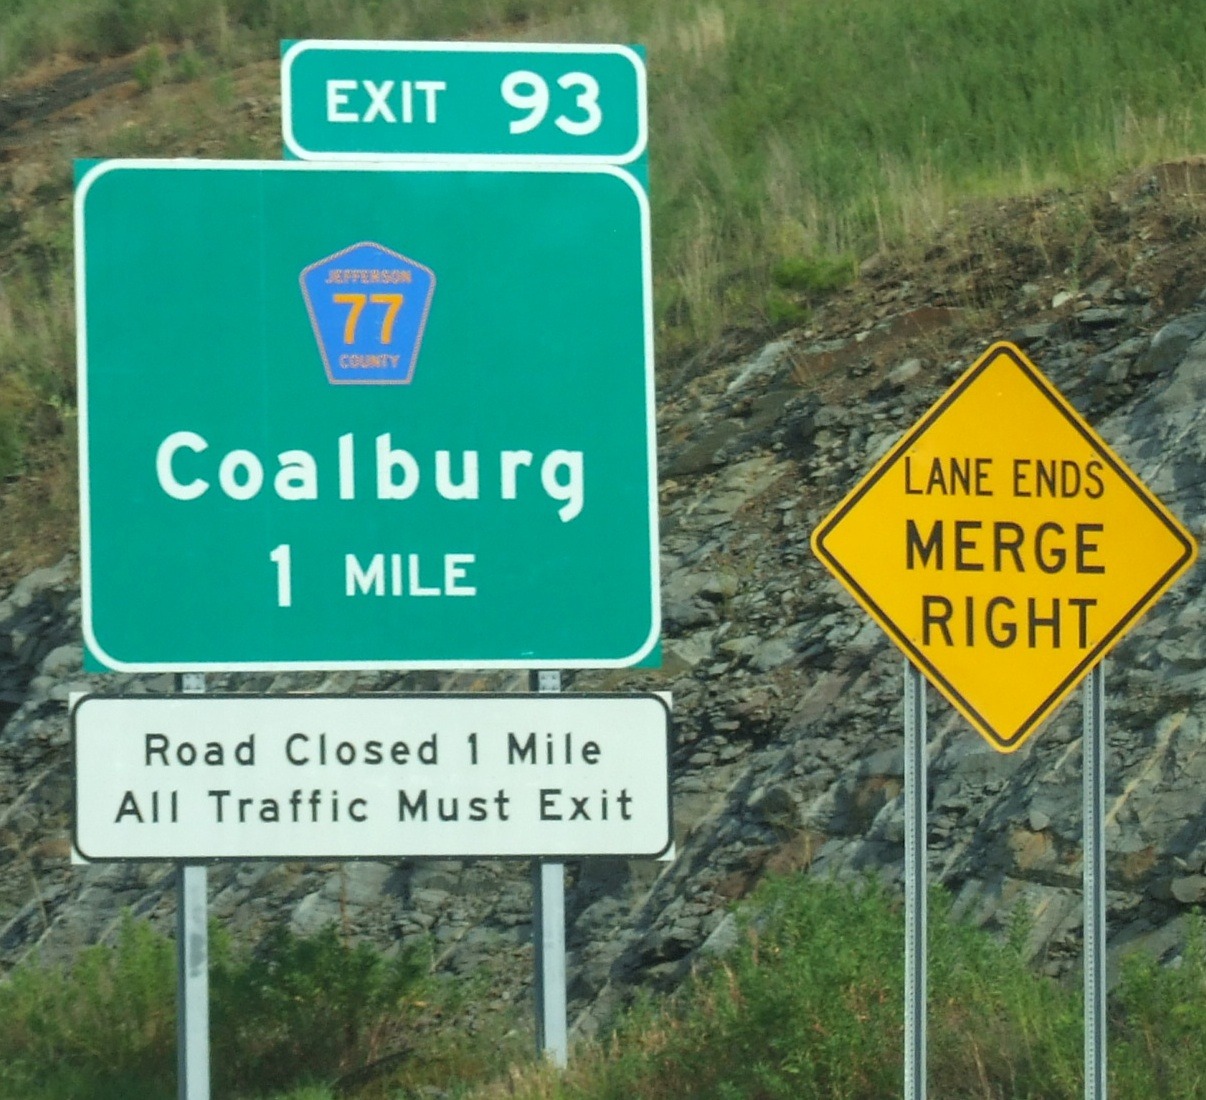 EXIT 93
JEFFERSON
77
COUNTY
Coalburg
1 MILE
Road Closed 1 Mile
All Traffic Must Exit
LANE ENDS
MERGE
RIGHT